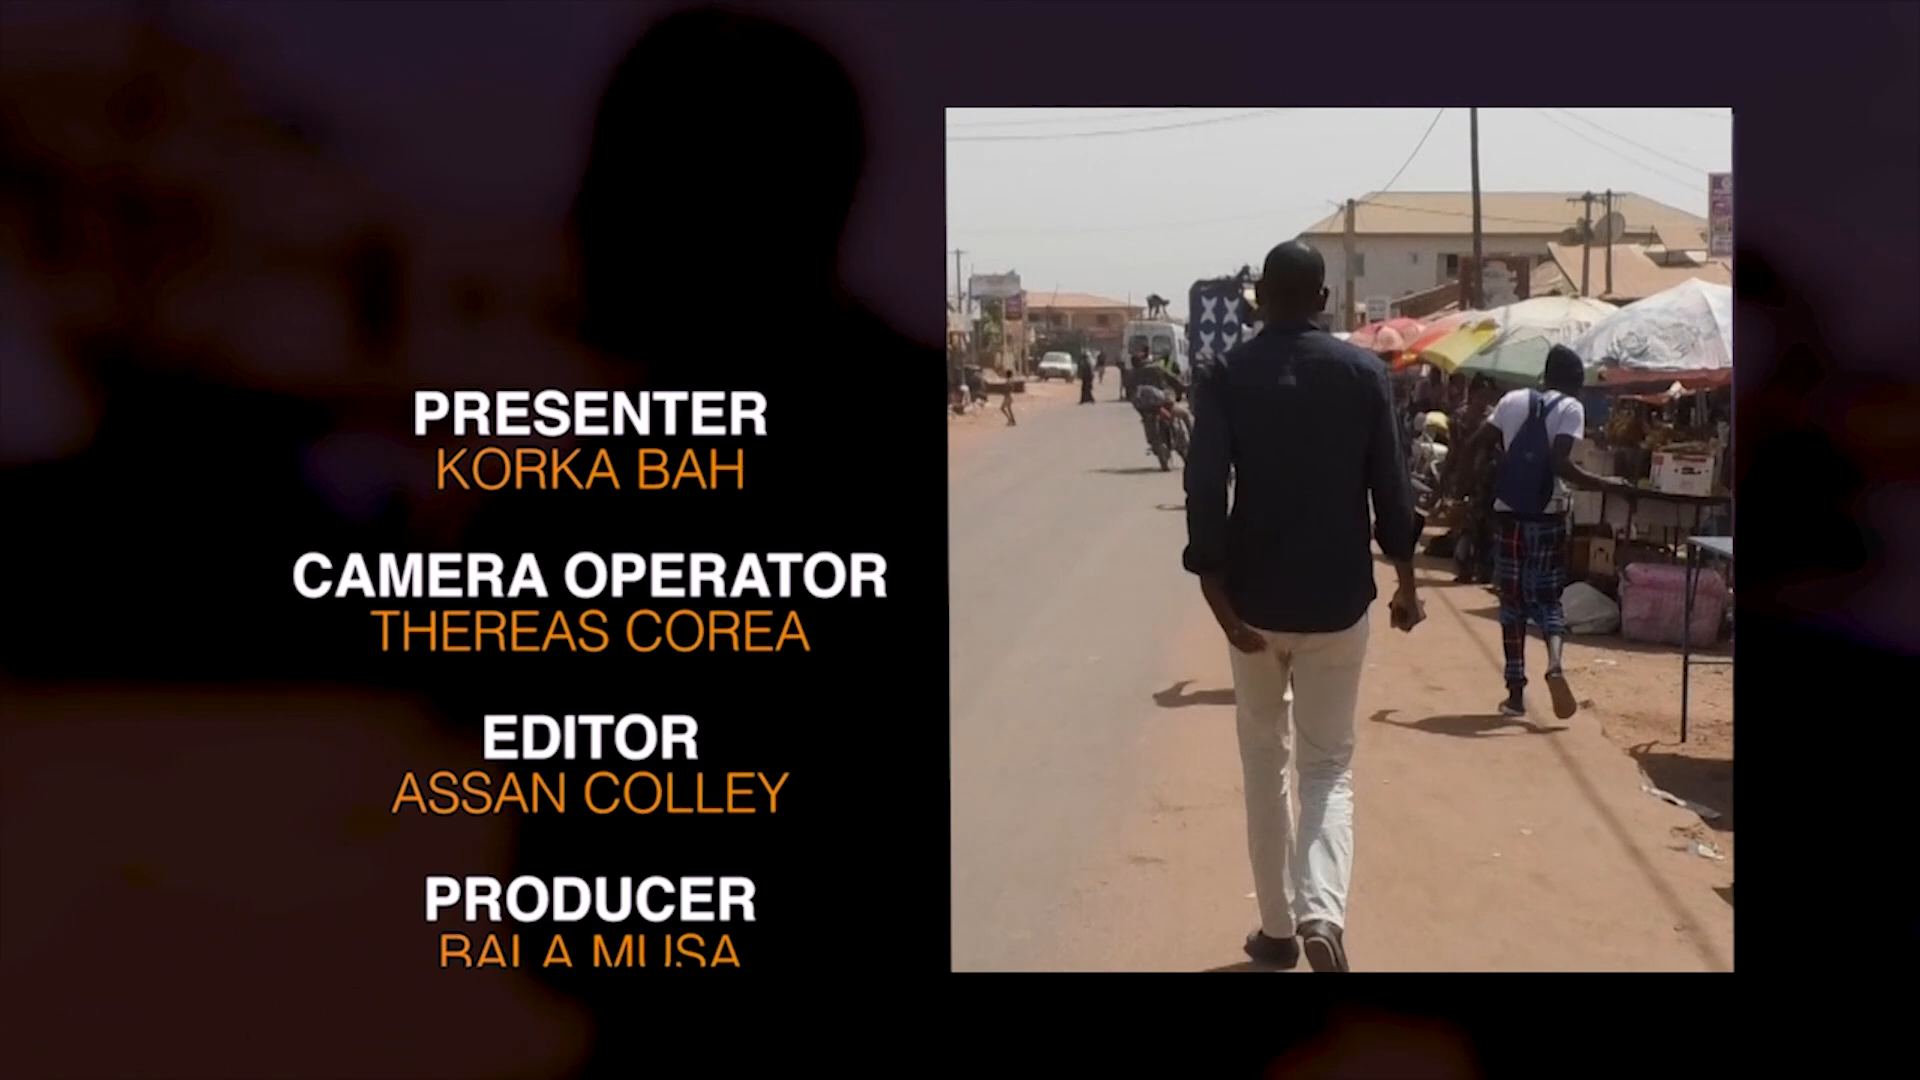 PRESENTER
KORKA BAH
CAMERA OPERATOR
THEREAS COREA
EDITOR
ASSAN COLLEY
PRODUCER
BALA MUSA